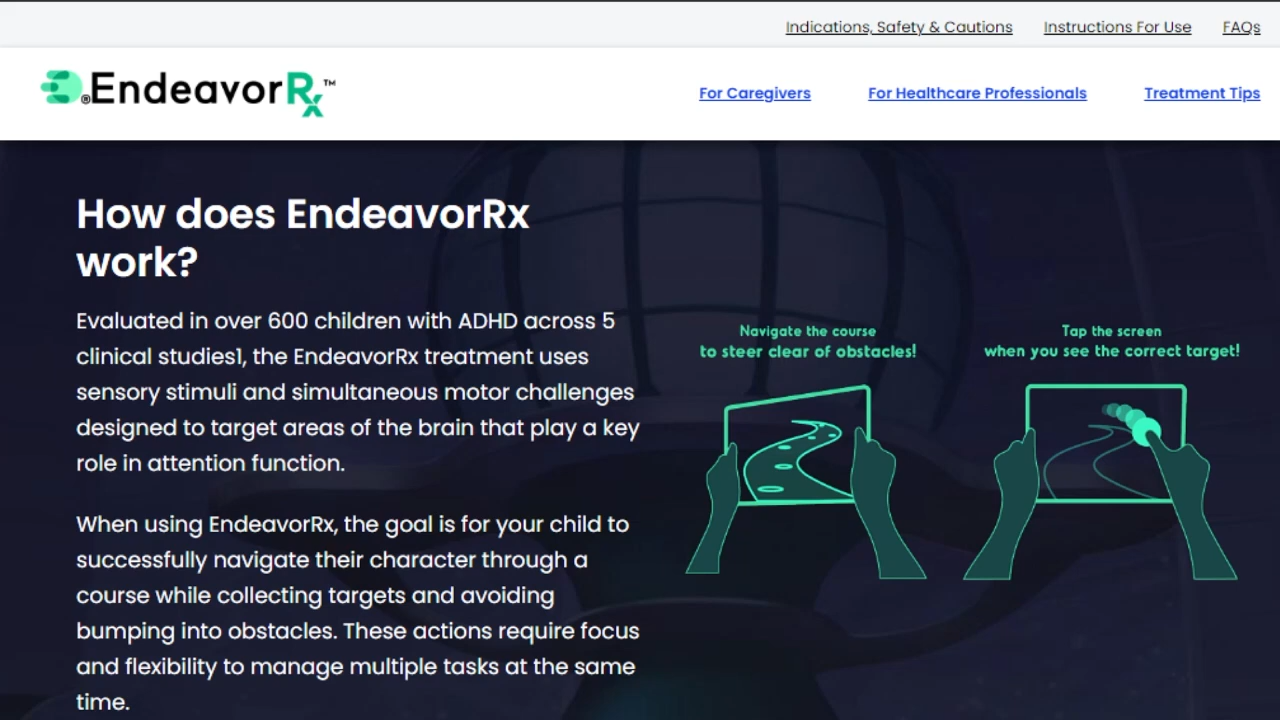 Indications, Safety & Cautions Instructions For Use FAQs
®EndeavorRx™
For Caregivers For Healthcare Professionals Treatment Tips
How does EndeavorRx
work?
Evaluated in over 600 children with ADHD across 5
clinical studies1, the EndeavorRx treatment uses
sensory stimuli and simultaneous motor challenges
designed to target areas of the brain that play a key
role in attention function.
When using EndeavorRx, the goal is for your child to
successfully navigate their character through a
course while collecting targets and avoiding
bumping into obstacles. These actions require focus
and flexibility to manage multiple tasks at the same
time.
Navigate the course
to steer clear of obstacles!
Tap the screen
when you see the correct target!